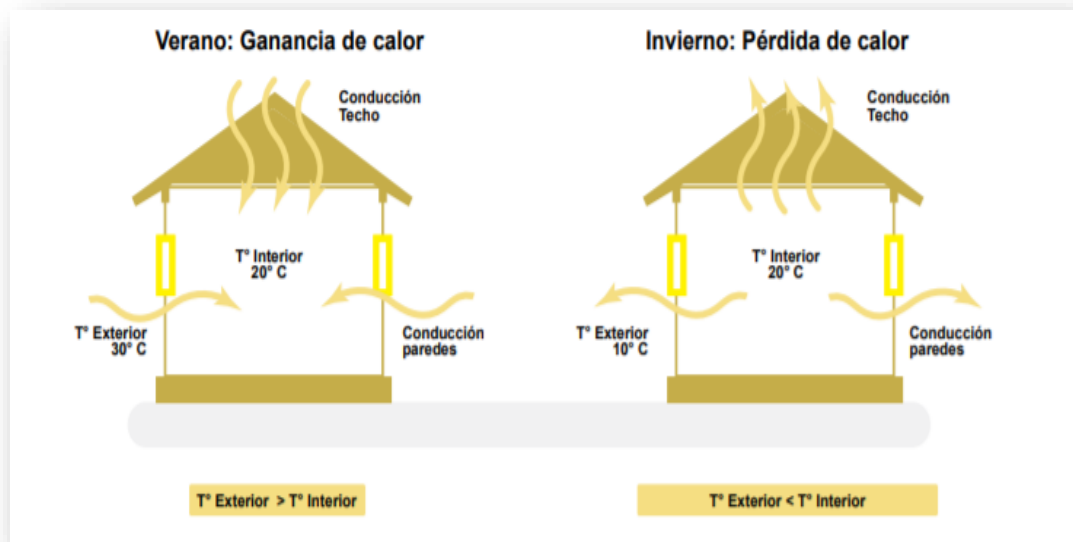 Verano: Ganancia de calor
Conducción
Techo
T° Interior
20° C
T° Exterior
30° C
Conducción
paredes
T° Exterior > T° Interior
Invierno: Pérdida de calor
Conducción
Techo
T° Interior
20° C
T° Exterior
10° C
Conducción
paredes
T° Exterior < T° Interior